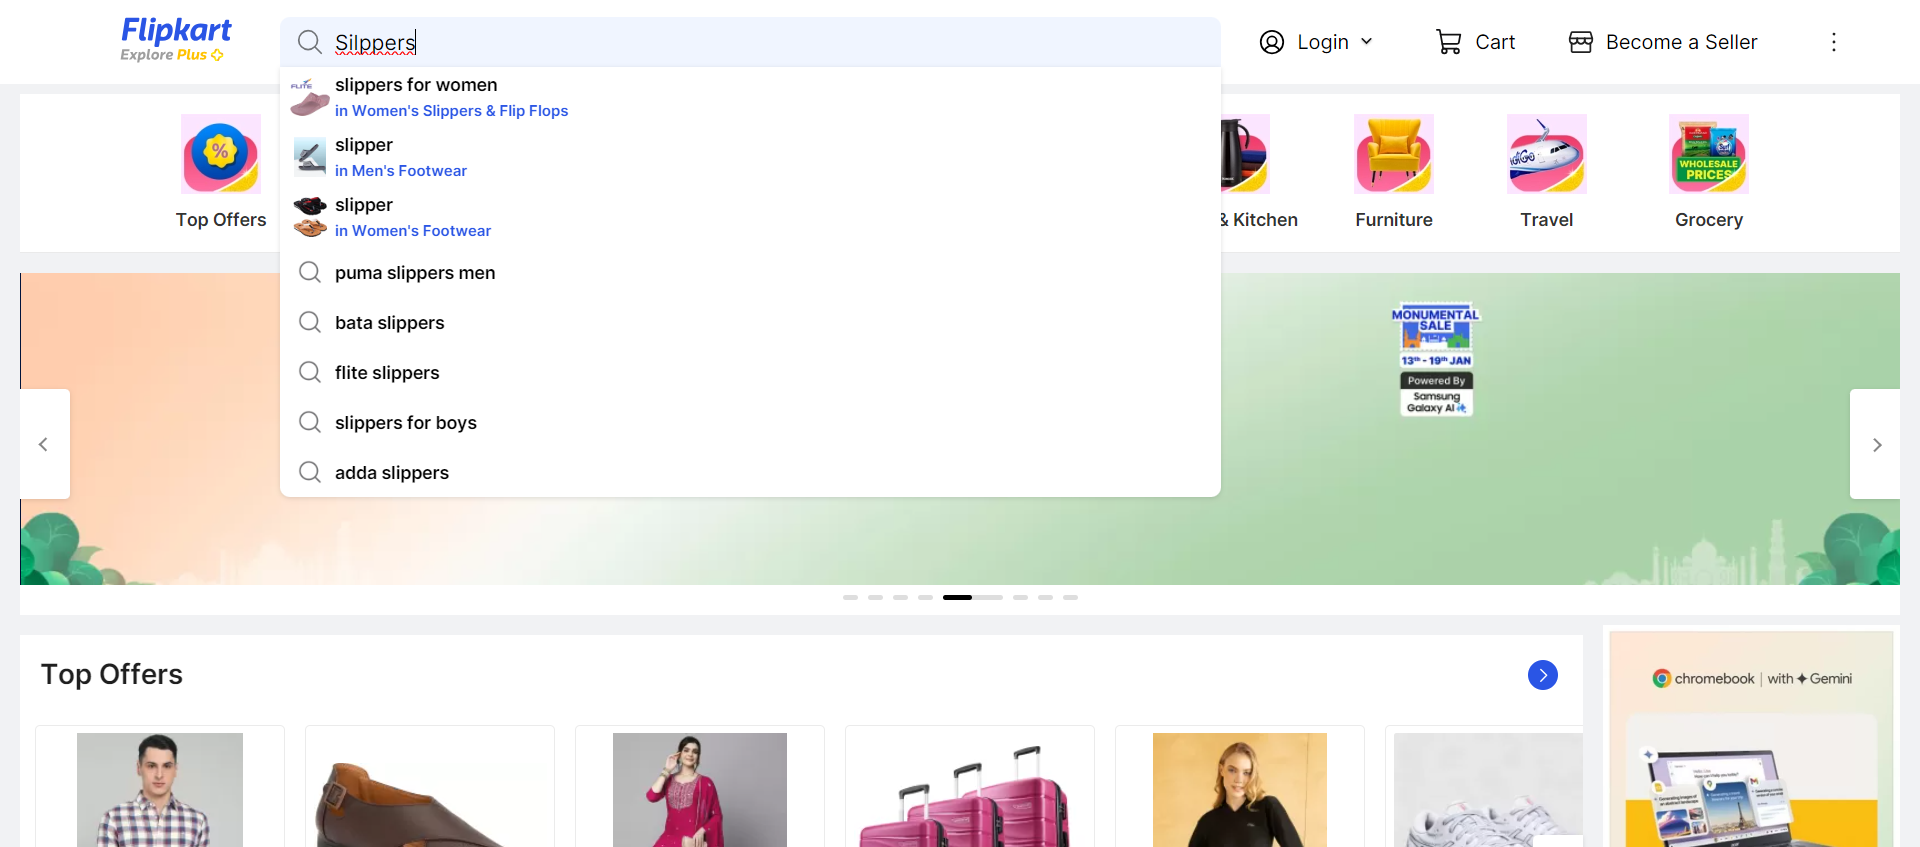 Flipkart
Explore Plus
Silppers
Login
Cart
Become a Seller
slippers for women
in Women's Slippers & Flip Flops
slipper
in Men's Footwear
slipper
in Women's Footwear
puma slippers men
bata slippers
flite slippers
slippers for boys
adda slippers
FLITE
%
Top Offers
& Kitchen
Furniture
Travel
WHOLESALE
PRICES
Grocery
MONUMENTAL
SALE
13th - 19th JAN
Powered By
Samsung
Galaxy AI
Top Offers
chromebook | with Gemini